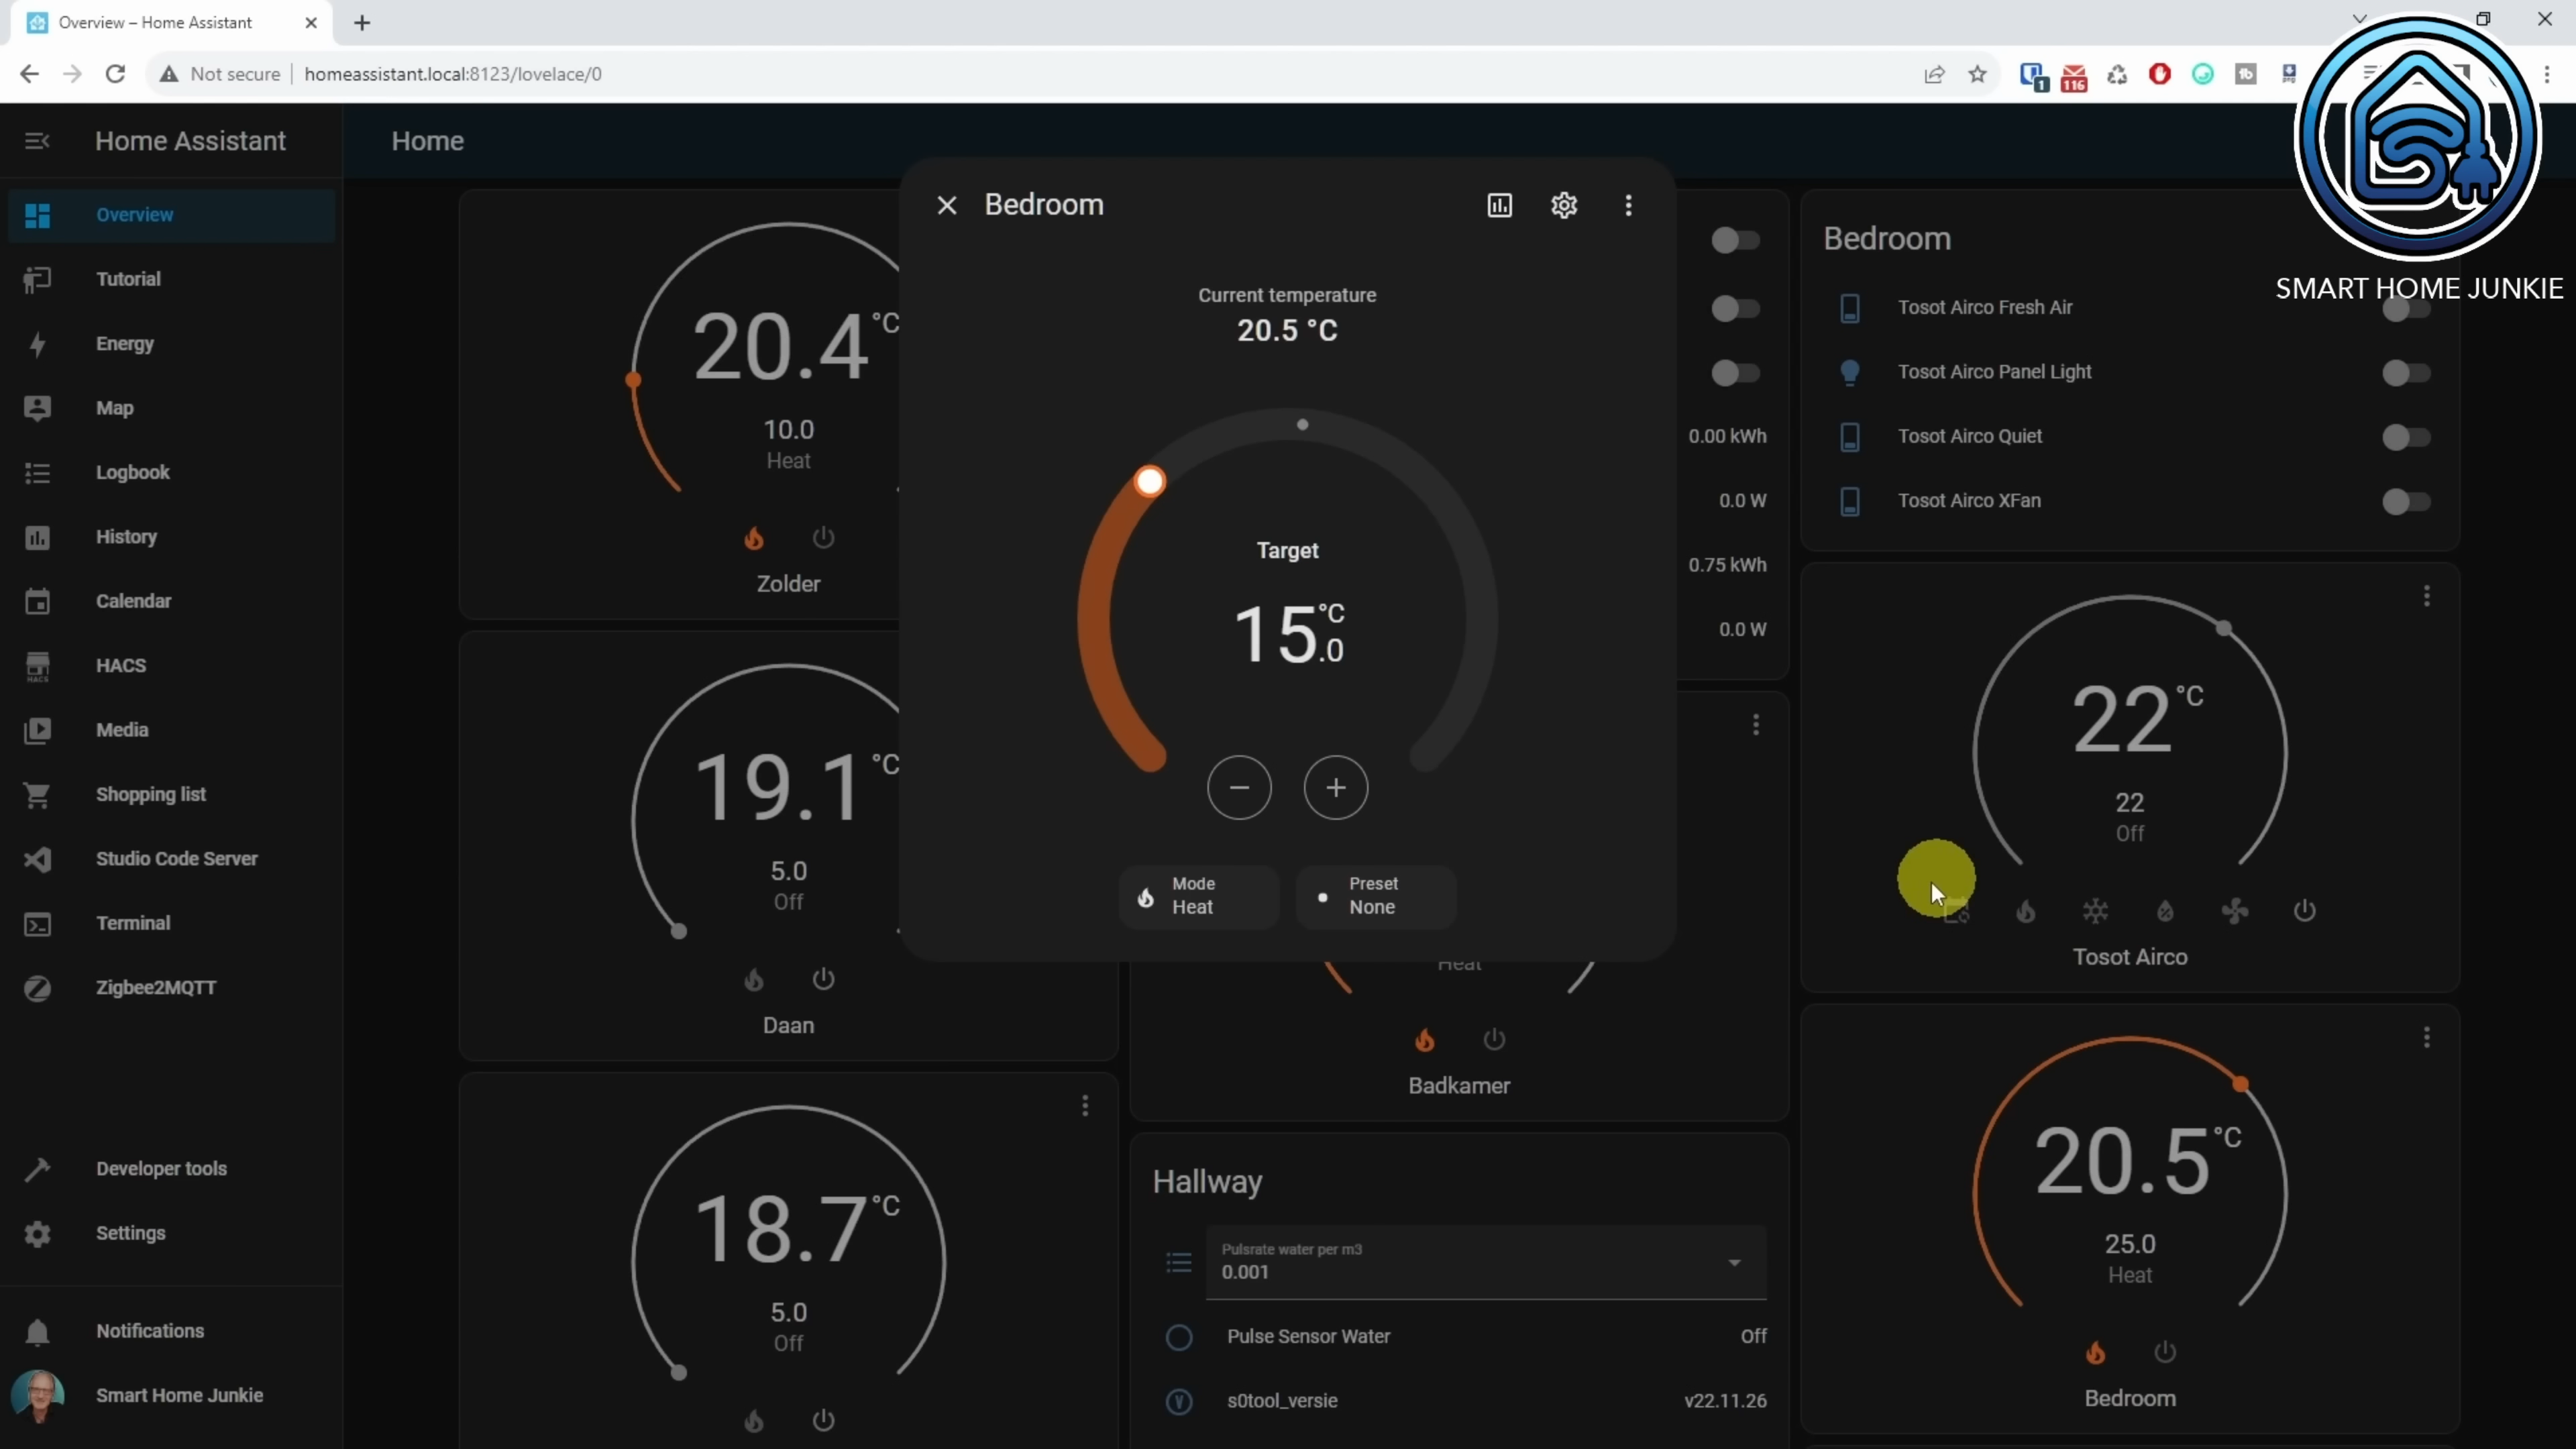 Overview – Home Assistant
Not secure
homeassistant.local:8123/lovelace/0
1
116
SMART HOME JUNKIE
Home Assistant
Overview
Tutorial
Energy
Map
Logbook
History
Calendar
HACS
HACS
Media
Shopping list
Studio Code Server
Terminal
Zigbee2MQTT
Developer tools
Settings
Notifications
Smart Home Junkie
Home
20.4 °C
10.0
Heat
Zolder
19.1 °C
5.0
Off
Daan
18.7 °C
5.0
Off
Bedroom
Current temperature
20.5 °C
Target
15.0 °C
Mode
Heat
Preset
None
0.00 kWh
0.0 W
0.75 kWh
0.0 W
Heat
Badkamer
Hallway
Pulsrate water per m3
0.001
Pulse Sensor Water Off
s0tool_versie v22.11.26
Bedroom
Tosot Airco Fresh Air
Tosot Airco Panel Light
Tosot Airco Quiet
Tosot Airco XFan
22 °C
22
Off
Tosot Airco
20.5 °C
25.0
Heat
Bedroom